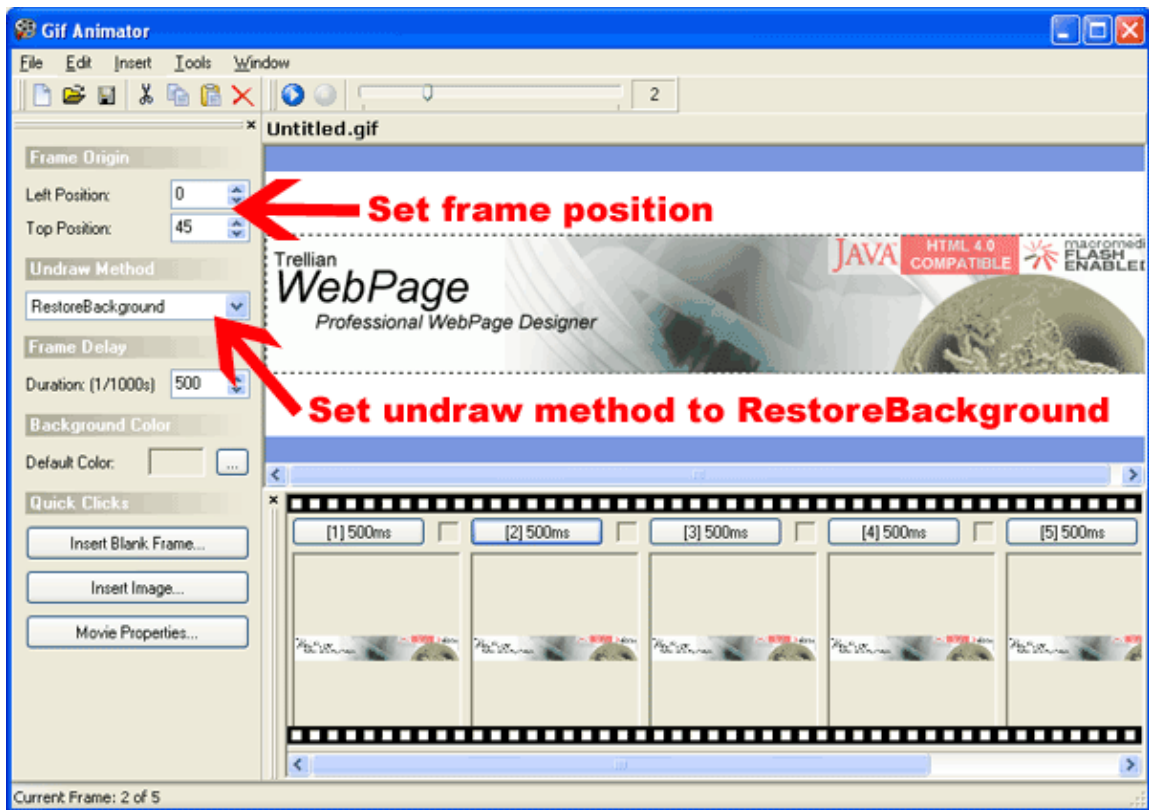 Gif Animator
File Edit Insert Tools Window
2
Untitled.gif
Frame Origin
Left Position: 0
Top Position: 45
Set frame position
Undraw Method
RestoreBackground
Frame Delay
Duration: (1/1000s) 500
Set undraw method to RestoreBackground
Background Color
Default Color: ...
Quick Clicks
Insert Blank Frame...
Insert Image...
Movie Properties...
Trellian
WebPage
Professional WebPage Designer
JAVA
HTML 4.0
COMPATIBLE
macromedi
FLASH
ENABLED
[1] 500ms [2] 500ms [3] 500ms [4] 500ms [5] 500ms
Current Frame: 2 of 5